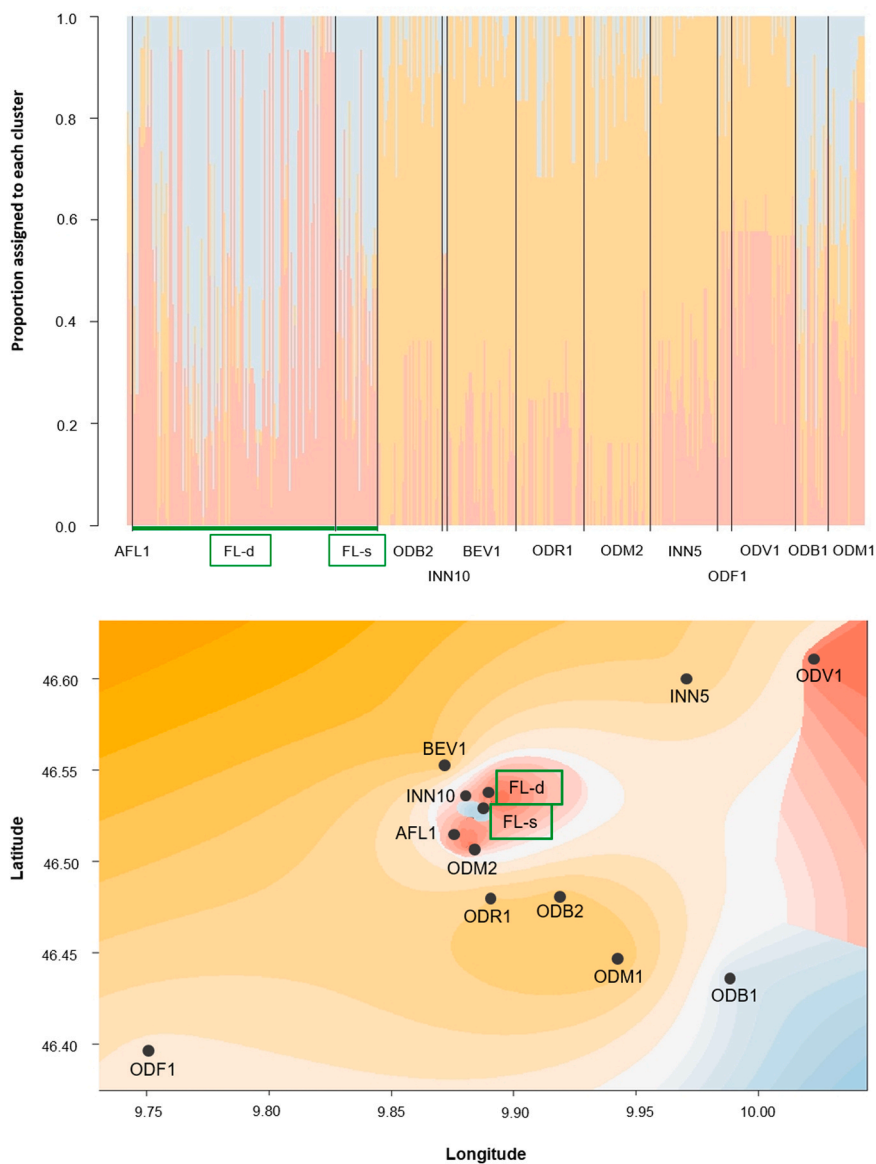 Proportion assigned to each cluster
1.0
0.8
0.6
0.4
0.2
0.0
AFL1 FL-d FL-s ODB2 BEV1 ODR1 ODM2 INN5 ODV1 ODB1 ODM1
INN10 ODF1
Latitude
46.60
46.55
46.50
46.45
46.40
ODV1
INN5
BEV1
FL-d
INN10
FL-s
AFL1
ODM2
ODR1 ODB2
ODM1
ODB1
ODF1
9.75 9.80 9.85 9.90 9.95 10.00
Longitude